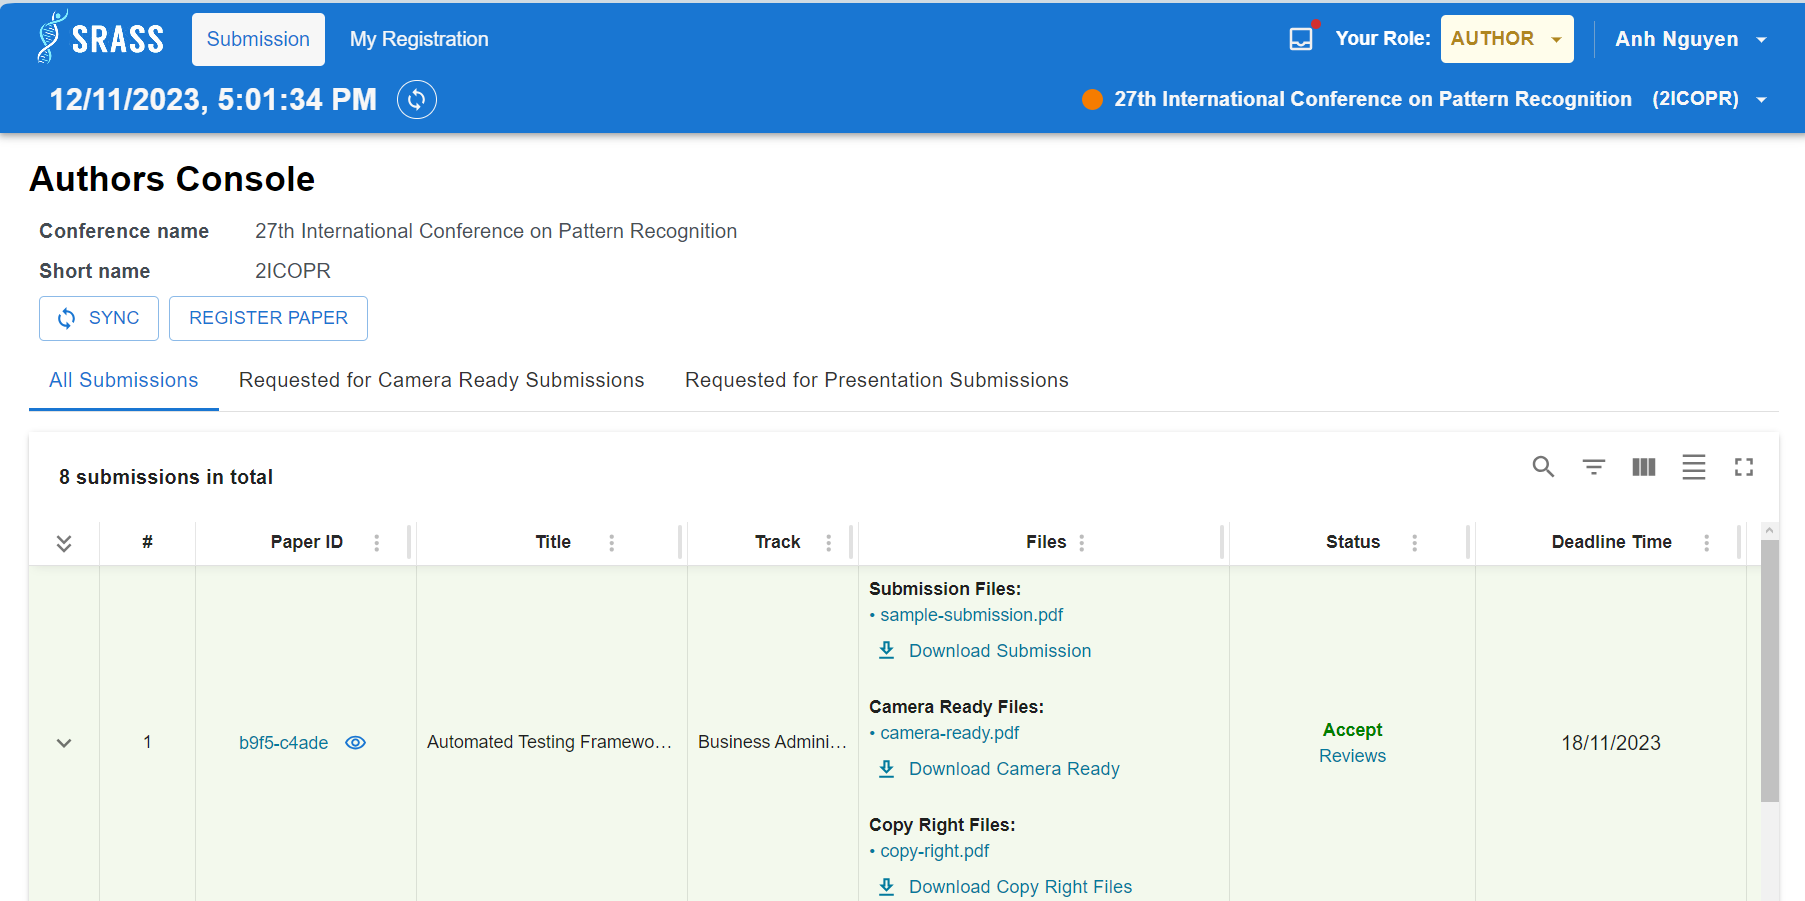 SRASS
Submission
My Registration
Your Role:
AUTHOR
Anh Nguyen
12/11/2023, 5:01:34 PM
27th International Conference on Pattern Recognition (2ICOPR)
Authors Console
Conference name 27th International Conference on Pattern Recognition
Short name 2ICOPR
SYNC
REGISTER PAPER
All Submissions
Requested for Camera Ready Submissions
Requested for Presentation Submissions
8 submissions in total
# Paper ID Title Track Files Status Deadline Time
1
b9f5-c4ade
Automated Testing Framewo...
Business Admini...
Submission Files:
• sample-submission.pdf
Download Submission
Camera Ready Files:
• camera-ready.pdf
Download Camera Ready
Copy Right Files:
• copy-right.pdf
Download Copy Right Files
Accept
Reviews
18/11/2023